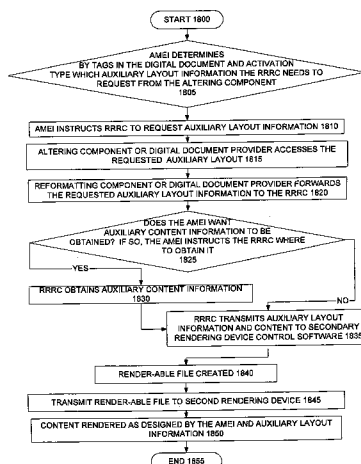 START 1800
AMEI DETERMINES
BY TAGS IN THE DIGITAL DOCUMENT AND ACTIVATION
TYPE WHICH AUXILIARY LAYOUT INFORMATION THE RRRC NEEDS TO
REQUEST FROM THE ALTERING COMPONENT
1805
AMEI INSTRUCTS RRRC TO REQUEST AUXILIARY LAYOUT INFORMATION 1810
ALTERING COMPONENT OR DIGITAL DOCUMENT PROVIDER ACCESSES THE
REQUESTED AUXILIARY LAYOUT 1815
REFORMATTING COMPONENT OR DIGITAL DOCUMENT PROVIDER FORWARDS
THE REQUESTED AUXILIARY LAYOUT INFORMATION TO THE RRRC 1820
DOES THE AMEI WANT
AUXILIARY CONTENT INFORMATION TO BE
OBTAINED? IF SO, THE AMEI INSTRUCTS THE RRRC WHERE
TO OBTAIN IT
1825
YES
RRRC OBTAINS AUXILIARY CONTENT INFORMATION
1830
NO
RRRC TRANSMITS AUXILIARY LAYOUT
INFORMATION AND CONTENT TO SECONDARY
RENDERING DEVICE CONTROL SOFTWARE 1835
RENDER-ABLE FILE CREATED 1840
TRANSMIT RENDER-ABLE FILE TO SECOND RENDERING DEVICE 1845
CONTENT RENDERED AS DESIGNED BY THE AMEI AND AUXILIARY LAYOUT
INFORMATION 1850
END 1855